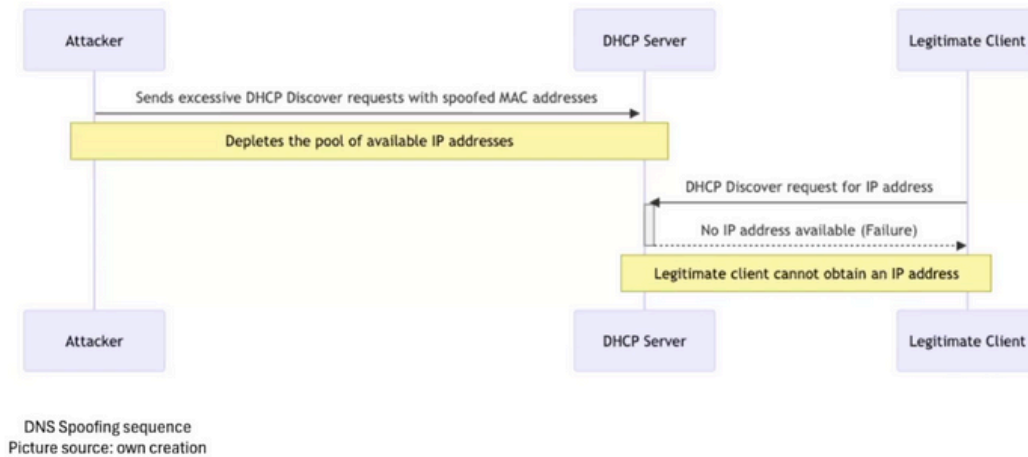 Attacker
DHCP Server
Legitimate Client
Sends excessive DHCP Discover requests with spoofed MAC addresses
Depletes the pool of available IP addresses
DHCP Discover request for IP address
No IP address available (Failure)
Legitimate client cannot obtain an IP address
Attacker
DHCP Server
Legitimate Client
DNS Spoofing sequence
Picture source: own creation